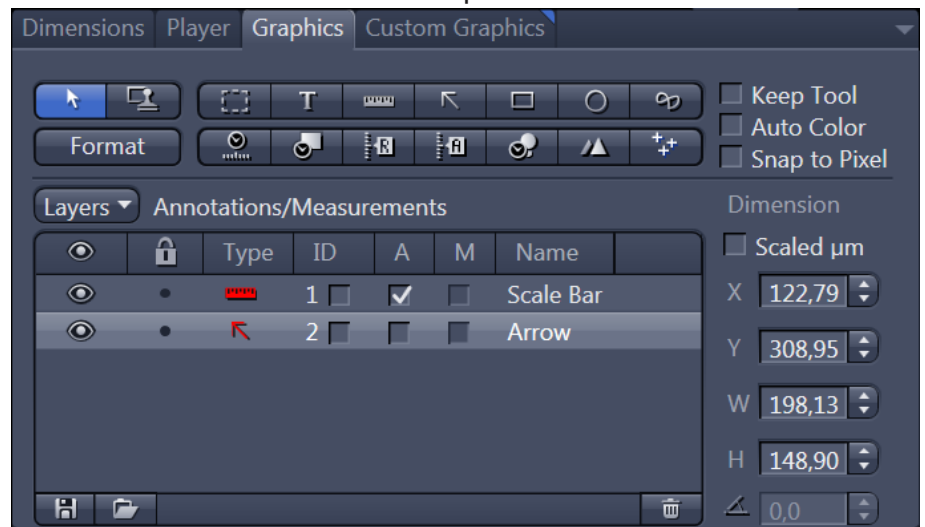 Dimensions Player Graphics Custom Graphics
T
Keep Tool
Auto Color
Format R A
Snap to Pixel
Layers Annotations/Measurements Dimension
Type ID A M Name Scaled µm
1 Scale Bar X 122,79
2 Arrow
Y 308,95
W 198,13
H 148,90
0,0